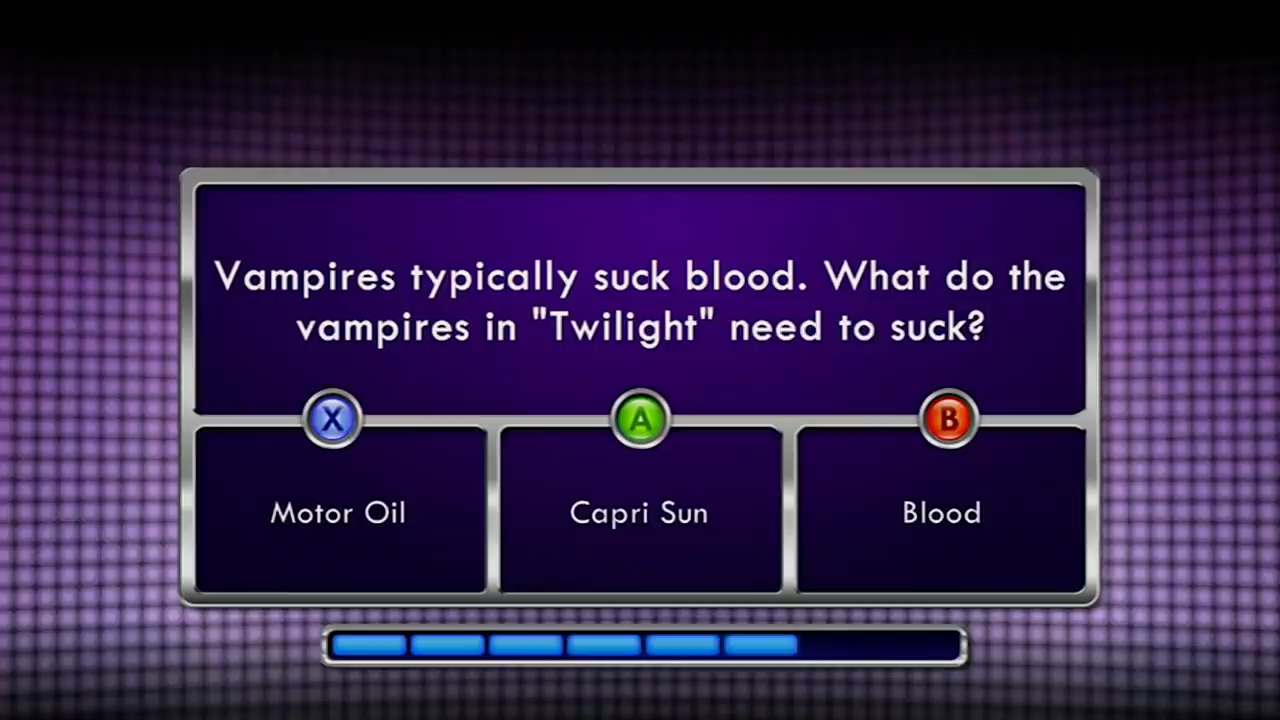 Vampires typically suck blood. What do the
vampires in "Twilight" need to suck?
X
A
B
Motor Oil
Capri Sun
Blood